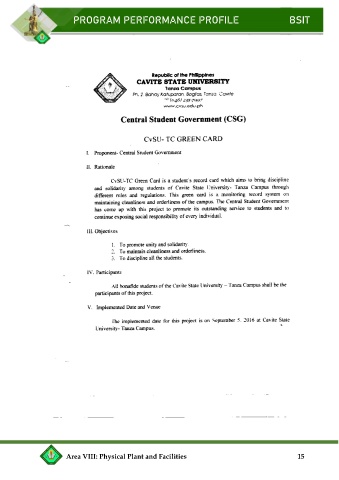 PROGRAM PERFORMANCE PROFILE BSIT
Republic of the Philippines
CAVITE STATE UNIVERSITY
Tanza Campus
Ph. 2 Bahay Katuparan, Bagtas Tanza, Cavite
www.cvsu.edu.ph
Central Student Government (CSG)
CvSU- TC GREEN CARD
I. Proponent- Central Student Government
II. Rationale
CvSU-TC Green Card is a student's record card which aims to bring discipline
and solidarity among students of Cavite State University- Tanza Campus through
different rules and regulations. This green card is a monitoring record system on
maintaining cleanliness and orderliness of the campus. The Central Student Government
has come up with this project to promote its outstanding service to students and to
continue exposing social responsibility of every individual.
III. Objectives
1. To promote unity and solidarity.
2. To maintain cleanliness and orderliness.
3. To discipline all the students.
IV. Participants
All bonafide students of the Cavite State University – Tanza Campus shall be the
participants of this project.
V. Implemented Date and Venue
The implemented date for this project is on September 5, 2016 at Cavite State
University- Tanza Campus.
Area VIII: Physical Plant and Facilities 15